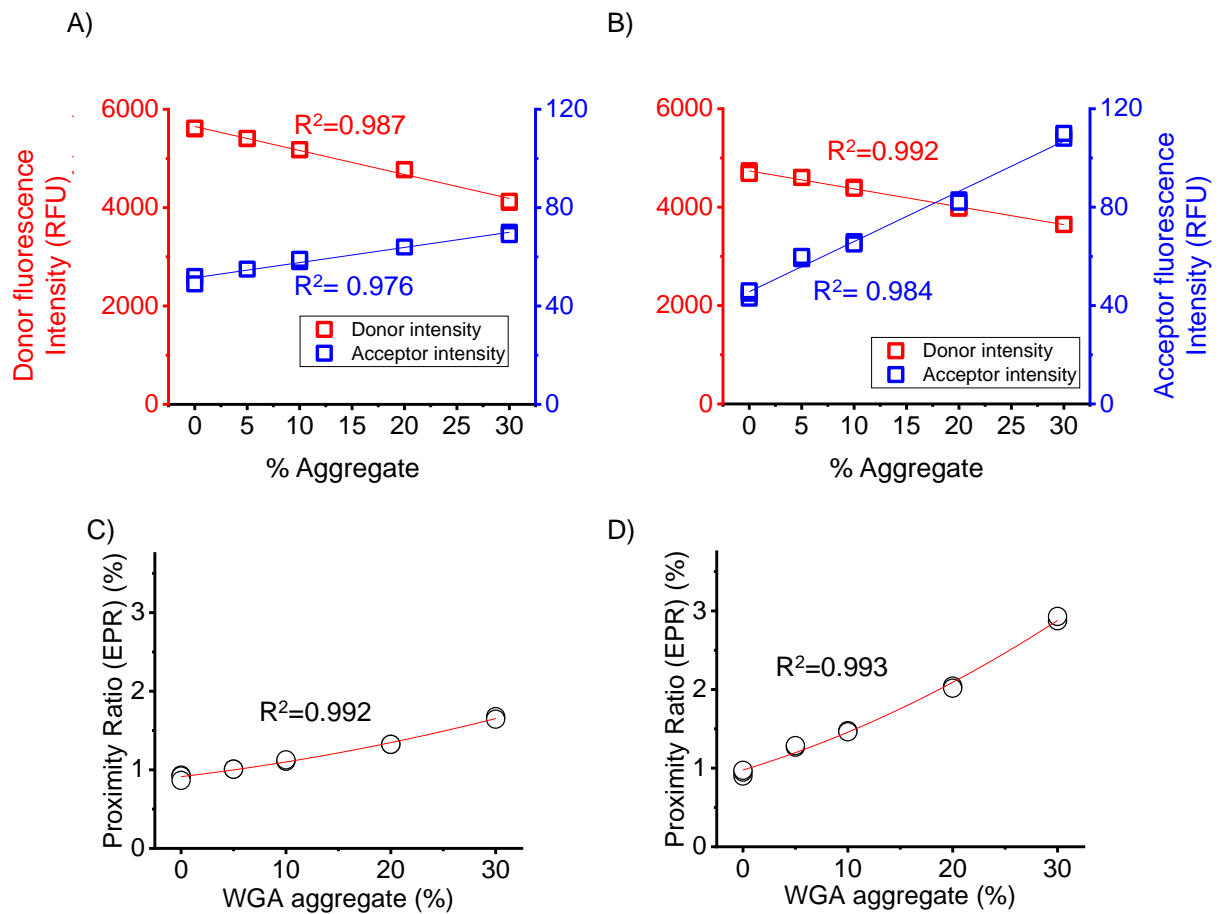 A)
Donor fluorescence
Intensity (RFU)
6000
4000
2000
0
120
80
40
0
R²=0.987
R²= 0.976
Donor intensity
Acceptor intensity
0 5 10 15 20 25 30
% Aggregate
B)
6000
4000
2000
0
120
80
40
0
Acceptor fluorescence
Intensity (RFU)
R²=0.992
R²= 0.984
Donor intensity
Acceptor intensity
0 5 10 15 20 25 30
% Aggregate
C)
Proximity Ratio (EPR) (%)
3
2
1
0
R²=0.992
0 10 20 30
WGA aggregate (%)
D)
Proximity Ratio (EPR) (%)
3
2
1
0
R²=0.993
0 10 20 30
WGA aggregate (%)